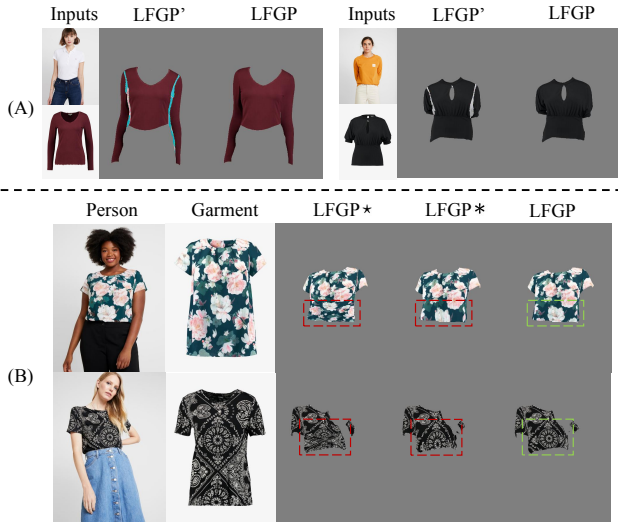 Inputs LFGP’ LFGP Inputs LFGP’ LFGP
(A)
Person Garment LFGP⋆ LFGP* LFGP
(B)